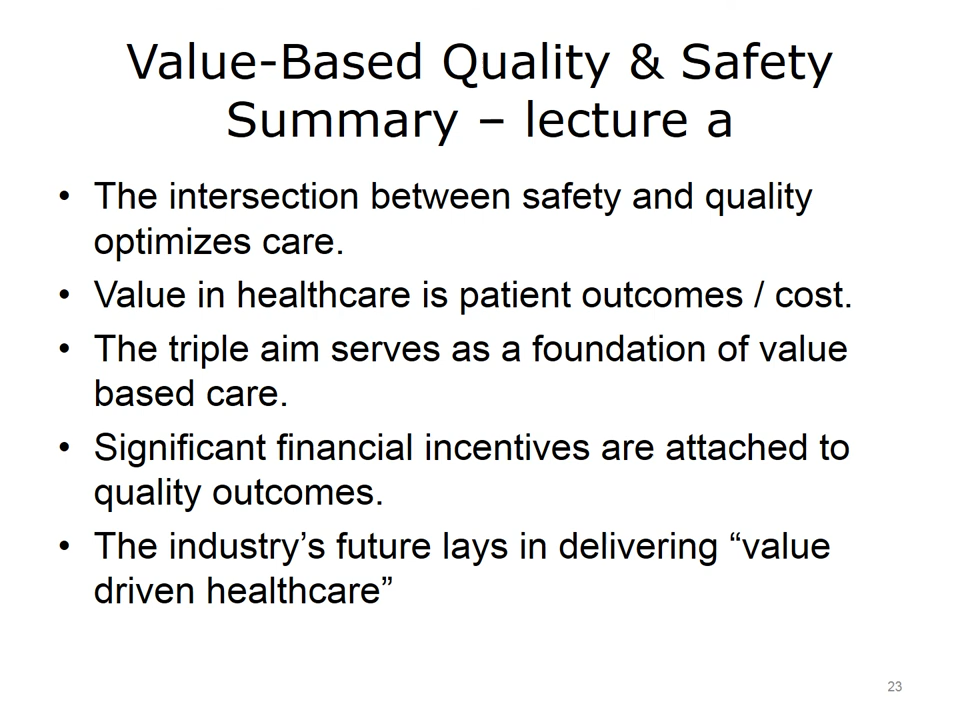 Value-Based Quality & Safety
Summary – lecture a
• The intersection between safety and quality
optimizes care.
• Value in healthcare is patient outcomes / cost.
• The triple aim serves as a foundation of value
based care.
• Significant financial incentives are attached to
quality outcomes.
• The industry’s future lays in delivering “value
driven healthcare”
23